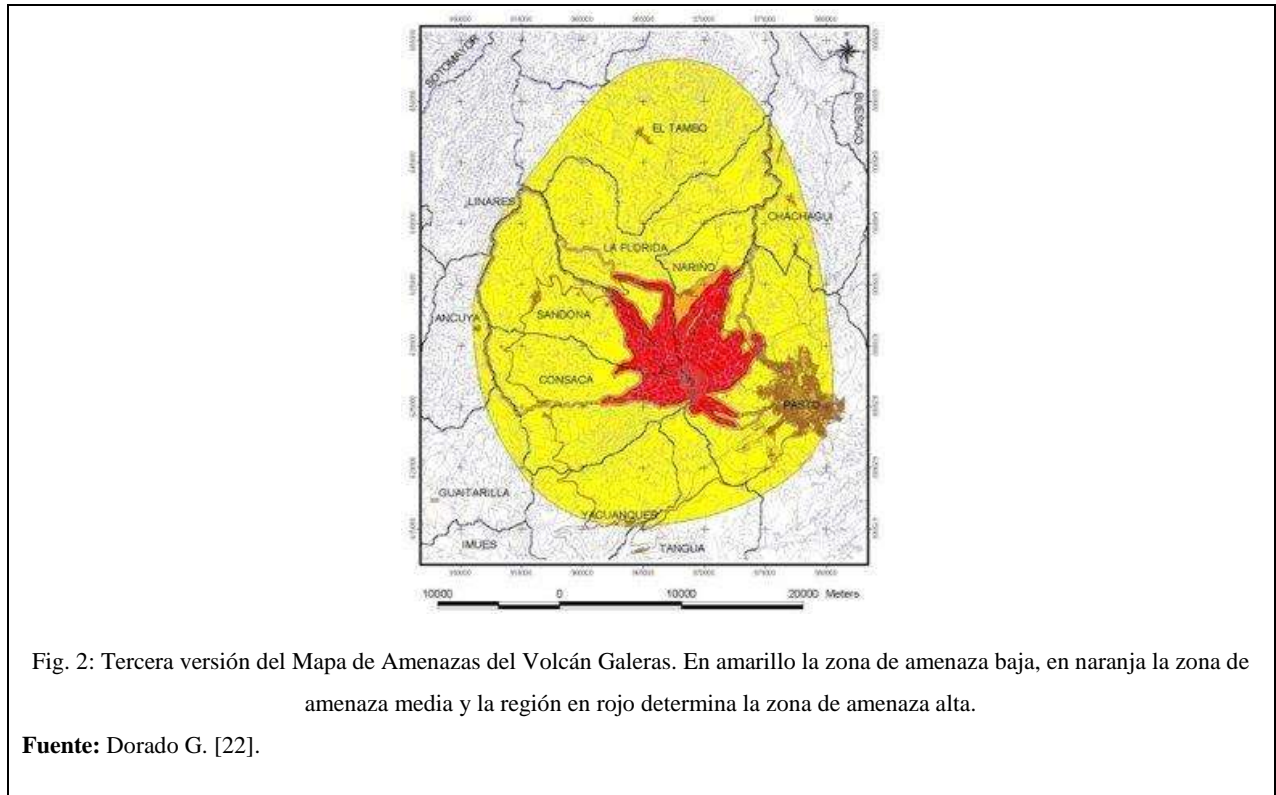 SOTOMAYOR
BUESACO
EL TAMBO
LINARES
CHACHAGUI
LA FLORIDA
NARIÑO
SANDONA
ANCUYA
CONSACA
PASTO
GUAITARILLA
YACUANQUER
IMUES
TANGUA
10000 0 10000 20000 Meters
Fig. 2: Tercera versión del Mapa de Amenazas del Volcán Galeras. En amarillo la zona de amenaza baja, en naranja la zona de
amenaza media y la región en rojo determina la zona de amenaza alta.
Fuente: Dorado G. [22].